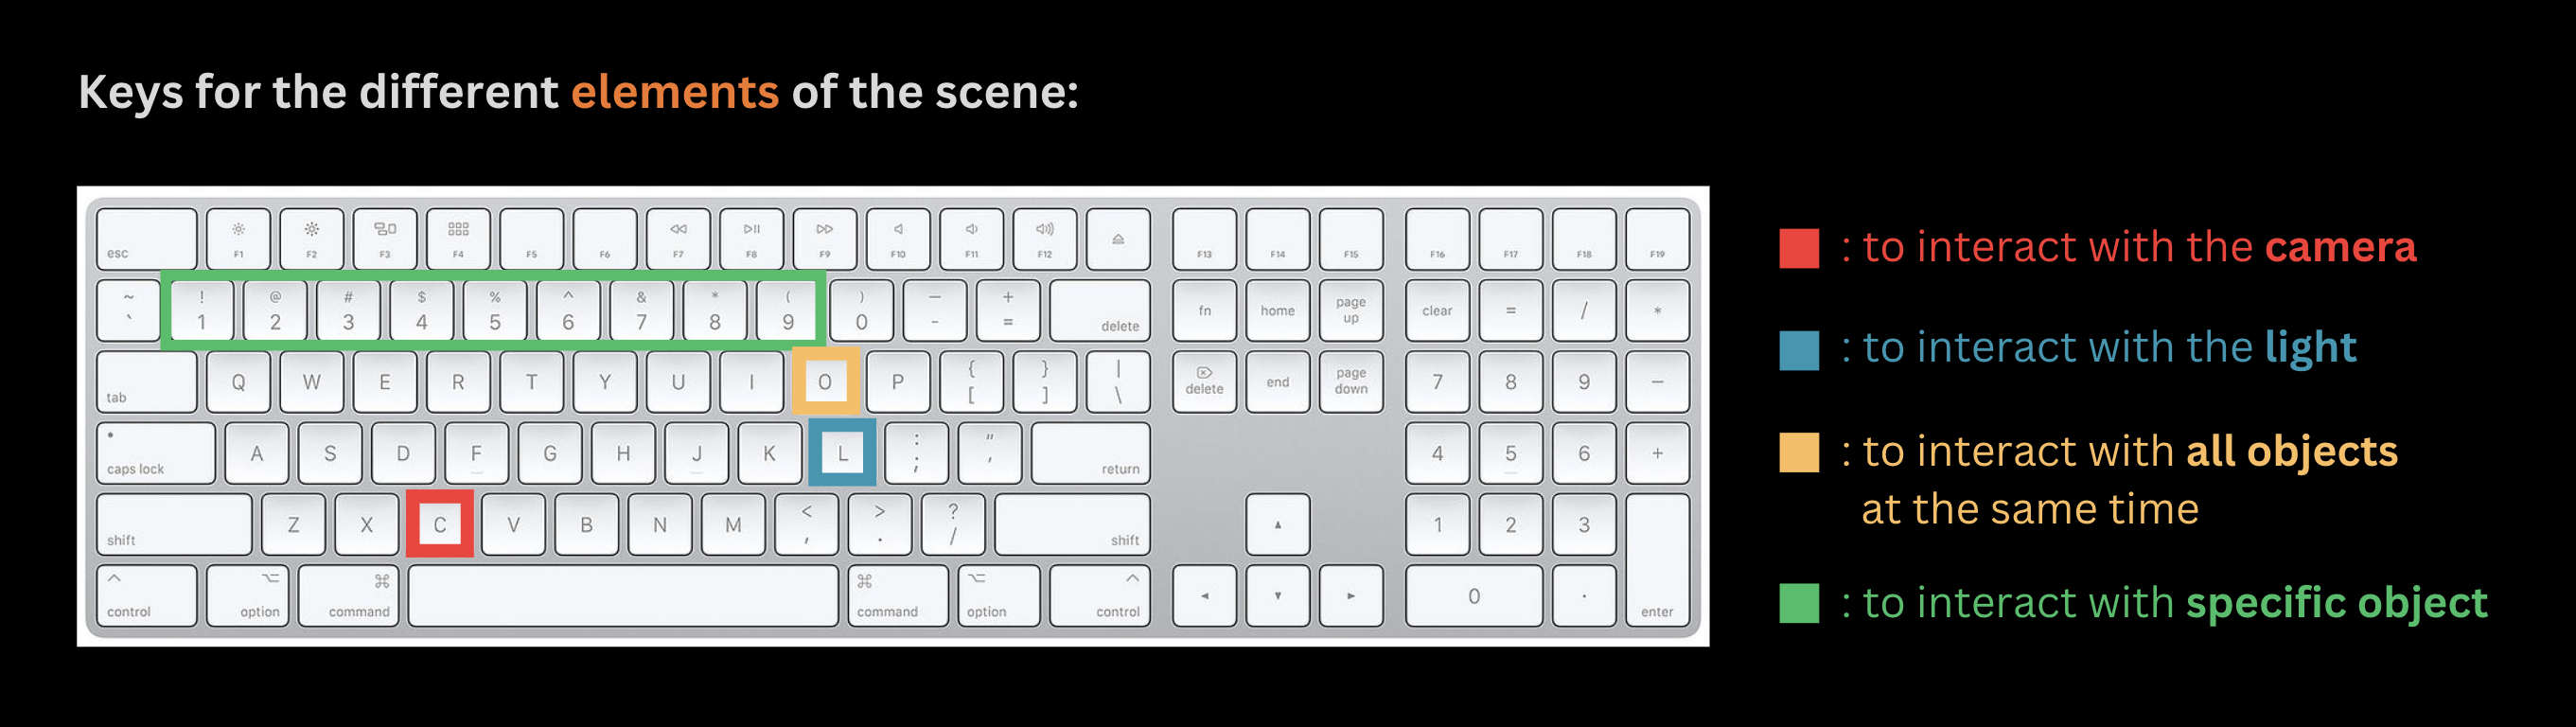 Keys for the different elements of the scene:
esc F1 F2 F3 F4 F5 F6 F7 F8 F9 F10 F11 F12 F13 F14 F15 F16 F17 F18 F19
~ ! @ # $ % ^ & * ( ) — +
` 1 2 3 4 5 6 7 8 9 0 - = delete fn home page up clear = / *
tab Q W E R T Y U I O P { [ } ] | \ delete end page down 7 8 9 −
caps lock A S D F G H J K L : ; " , return 4 5 6 +
shift Z X C V B N M < , > . ? / shift 1 2 3
control option command command option control 0 . enter
: to interact with the camera
: to interact with the light
: to interact with all objects
at the same time
: to interact with specific object